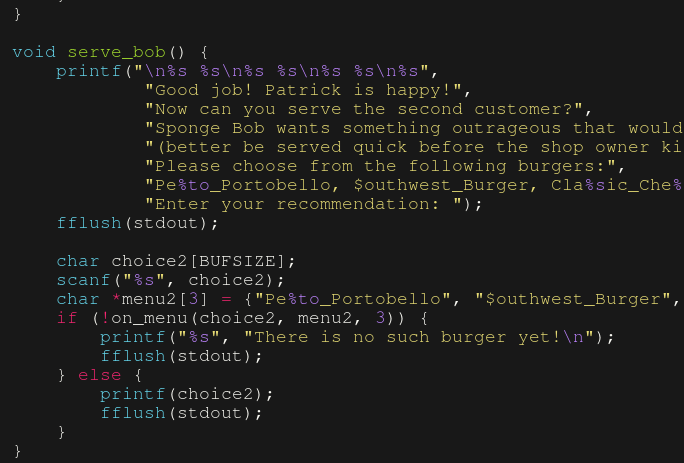 }

void serve_bob() {
    printf("\n%s %s\n%s %s\n%s %s\n%s",
            "Good job! Patrick is happy!",
            "Now can you serve the second customer?",
            "Sponge Bob wants something outrageous that would
            "(better be served quick before the shop owner ki
            "Please choose from the following burgers:",
            "Pe%to_Portobello, $outhwest_Burger, Cla%sic_Che%
            "Enter your recommendation: ");
    fflush(stdout);

    char choice2[BUFSIZE];
    scanf("%s", choice2);
    char *menu2[3] = {"Pe%to_Portobello", "$outhwest_Burger",
    if (!on_menu(choice2, menu2, 3)) {
        printf("%s", "There is no such burger yet!\n");
        fflush(stdout);
    } else {
        printf(choice2);
        fflush(stdout);
    }
}